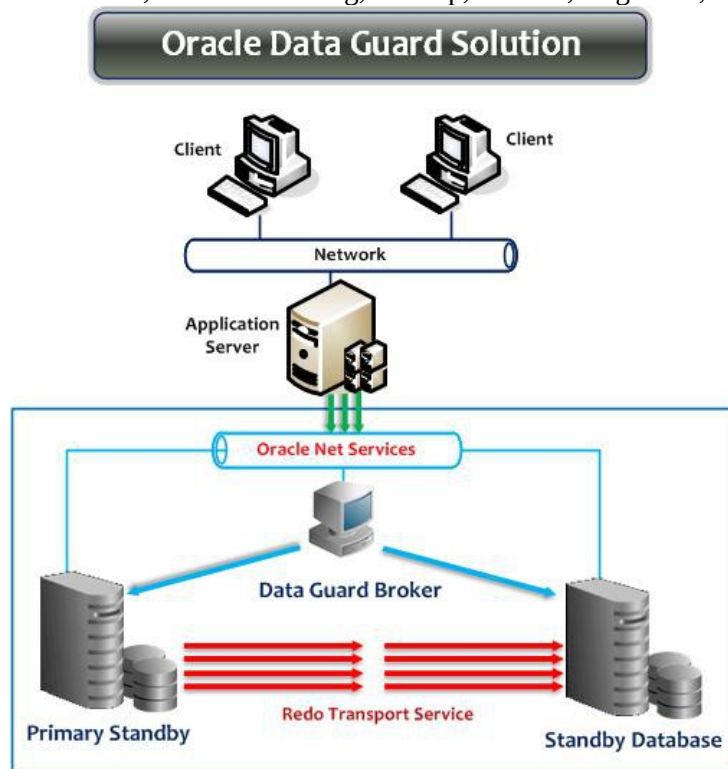 Oracle Data Guard Solution
Client
Client
Network
Application
Server
Oracle Net Services
Data Guard Broker
Redo Transport Service
Primary Standby
Standby Database